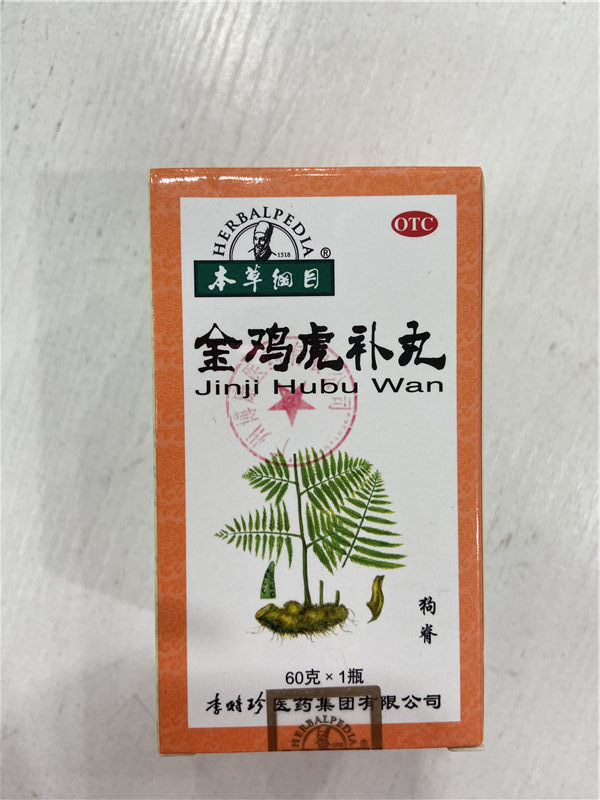 HERBALPEDIA
1518
®
本草纲目
OTC
金鸡虎补丸
Jinji Hubu Wan
狗脊
60克×1瓶
李时珍医药集团有限公司
HERBALPEDIA